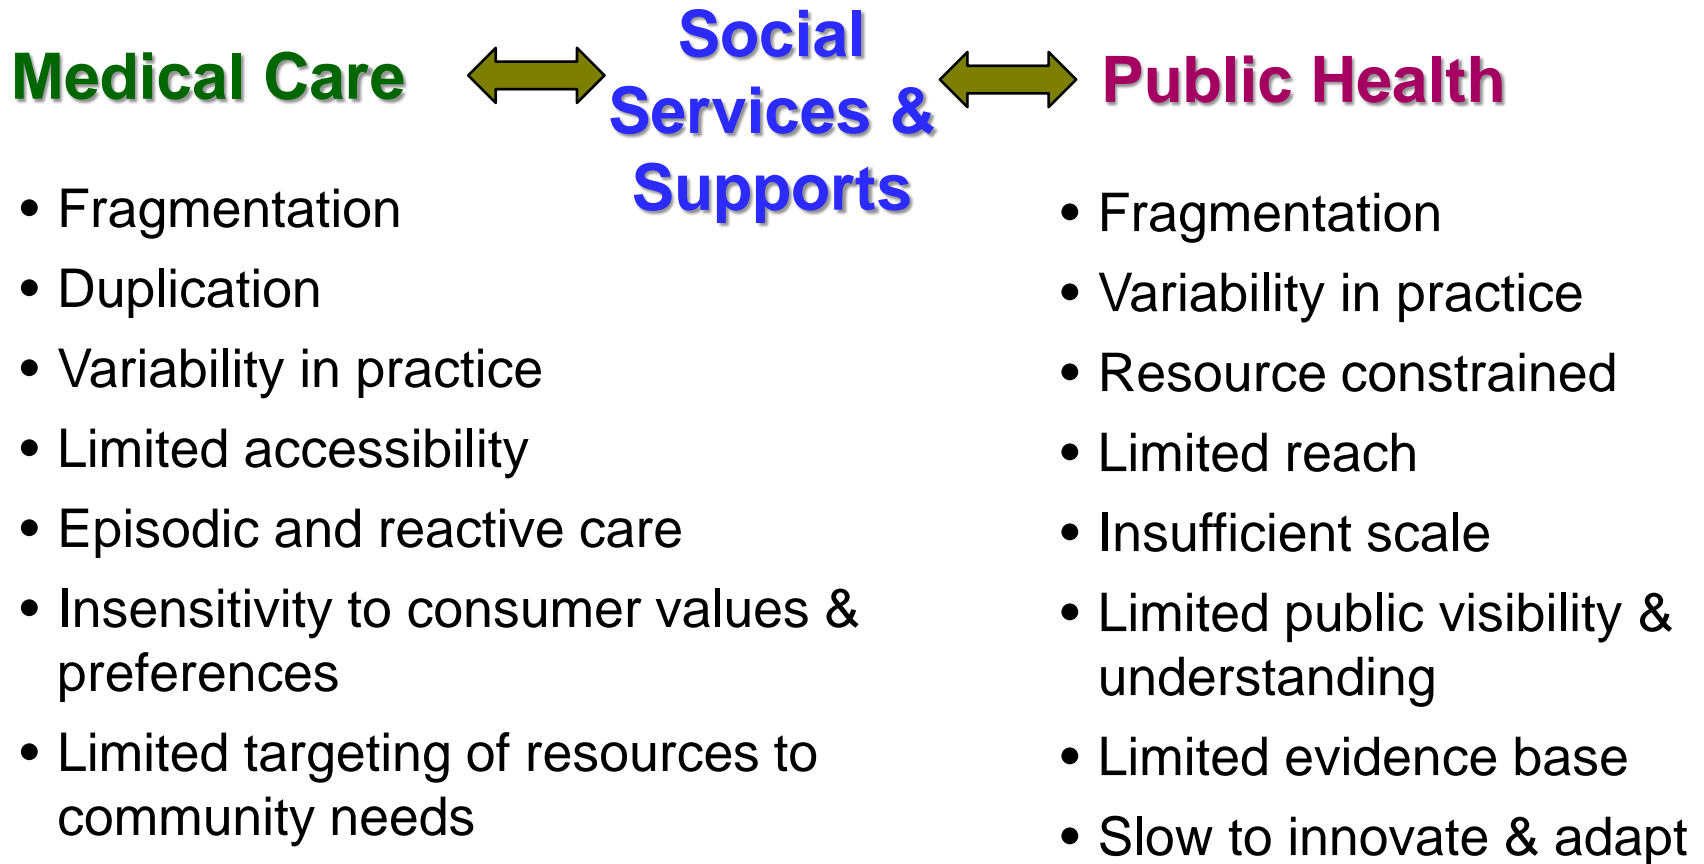 Medical Care
Social
Services &
Supports
Public Health
• Fragmentation
• Duplication
• Variability in practice
• Limited accessibility
• Episodic and reactive care
• Insensitivity to consumer values &
preferences
• Limited targeting of resources to
community needs
• Fragmentation
• Variability in practice
• Resource constrained
• Limited reach
• Insufficient scale
• Limited public visibility &
understanding
• Limited evidence base
• Slow to innovate & adapt